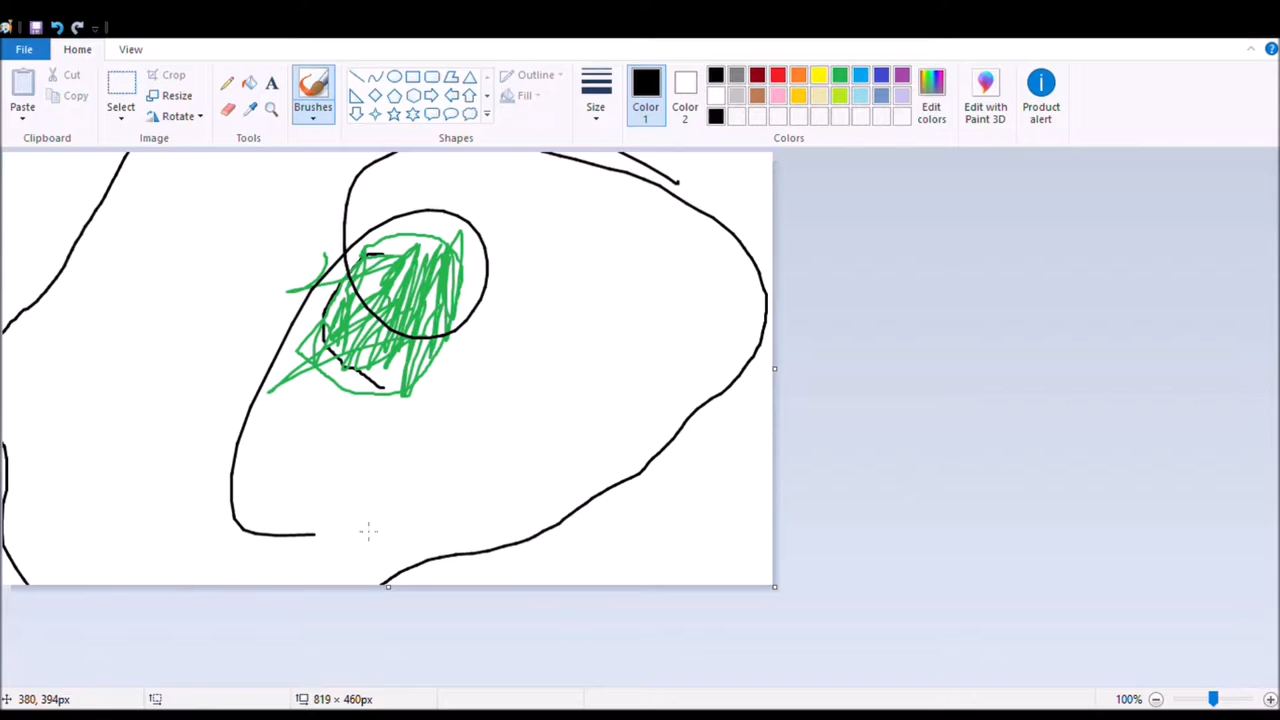 File Home View
Cut
Copy
Paste
Clipboard
Select
Crop
Resize
Rotate
Image
Tools
Brushes
Outline
Fill
Shapes
Size
Color 1
Color 2
Edit colors
Colors
Edit with Paint 3D
Product alert
380, 394px
819 × 460px
100%